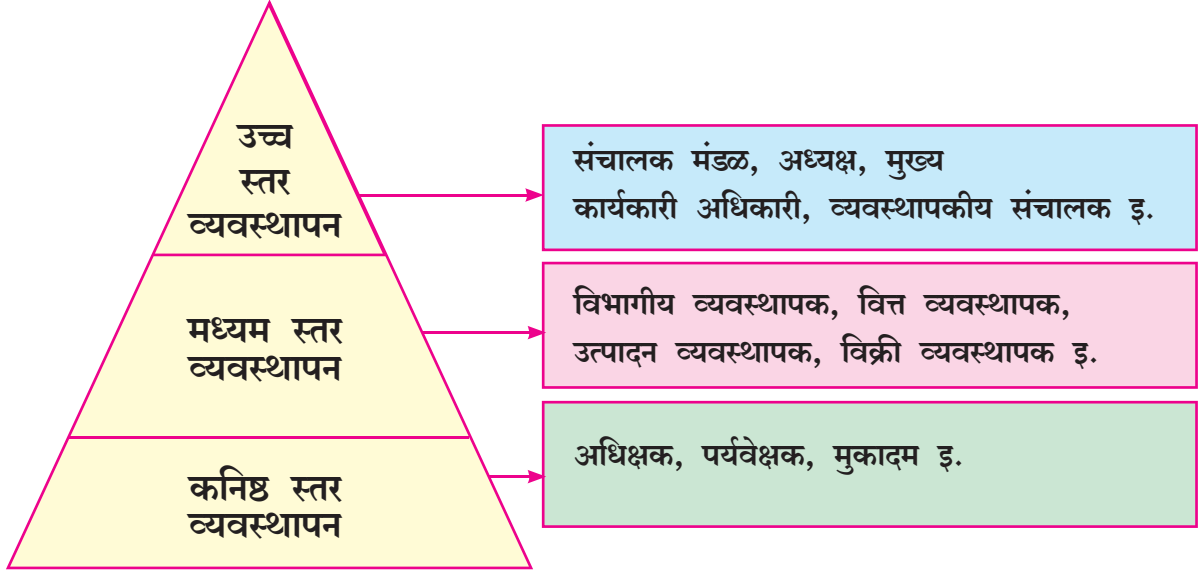 उच्च
स्तर
व्यवस्थापन
संचालक मंडळ, अध्यक्ष, मुख्य
कार्यकारी अधिकारी, व्यवस्थापकीय संचालक इ.
मध्यम स्तर
व्यवस्थापन
विभागीय व्यवस्थापक, वित्त व्यवस्थापक,
उत्पादन व्यवस्थापक, विक्री व्यवस्थापक इ.
कनिष्ठ स्तर
व्यवस्थापन
अधिक्षक, पर्यवेक्षक, मुकादम इ.